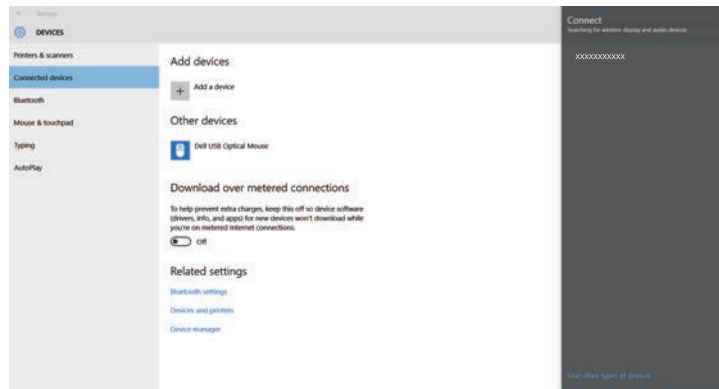 Settings
DEVICES
Printers & scanners
Connected devices
Bluetooth
Mouse & touchpad
Typing
AutoPlay
Add devices
Add a device
Other devices
Dell USB Optical Mouse
Download over metered connections
To help prevent extra charges, keep this off so device software
(drivers, info, and apps) for new devices won't download while
you're on metered Internet connections.
Off
Related settings
Bluetooth settings
Devices and printers
Device manager
Connect
Searching for wireless display and audio devices
xxxxxxxxxxx
Find other types of devices